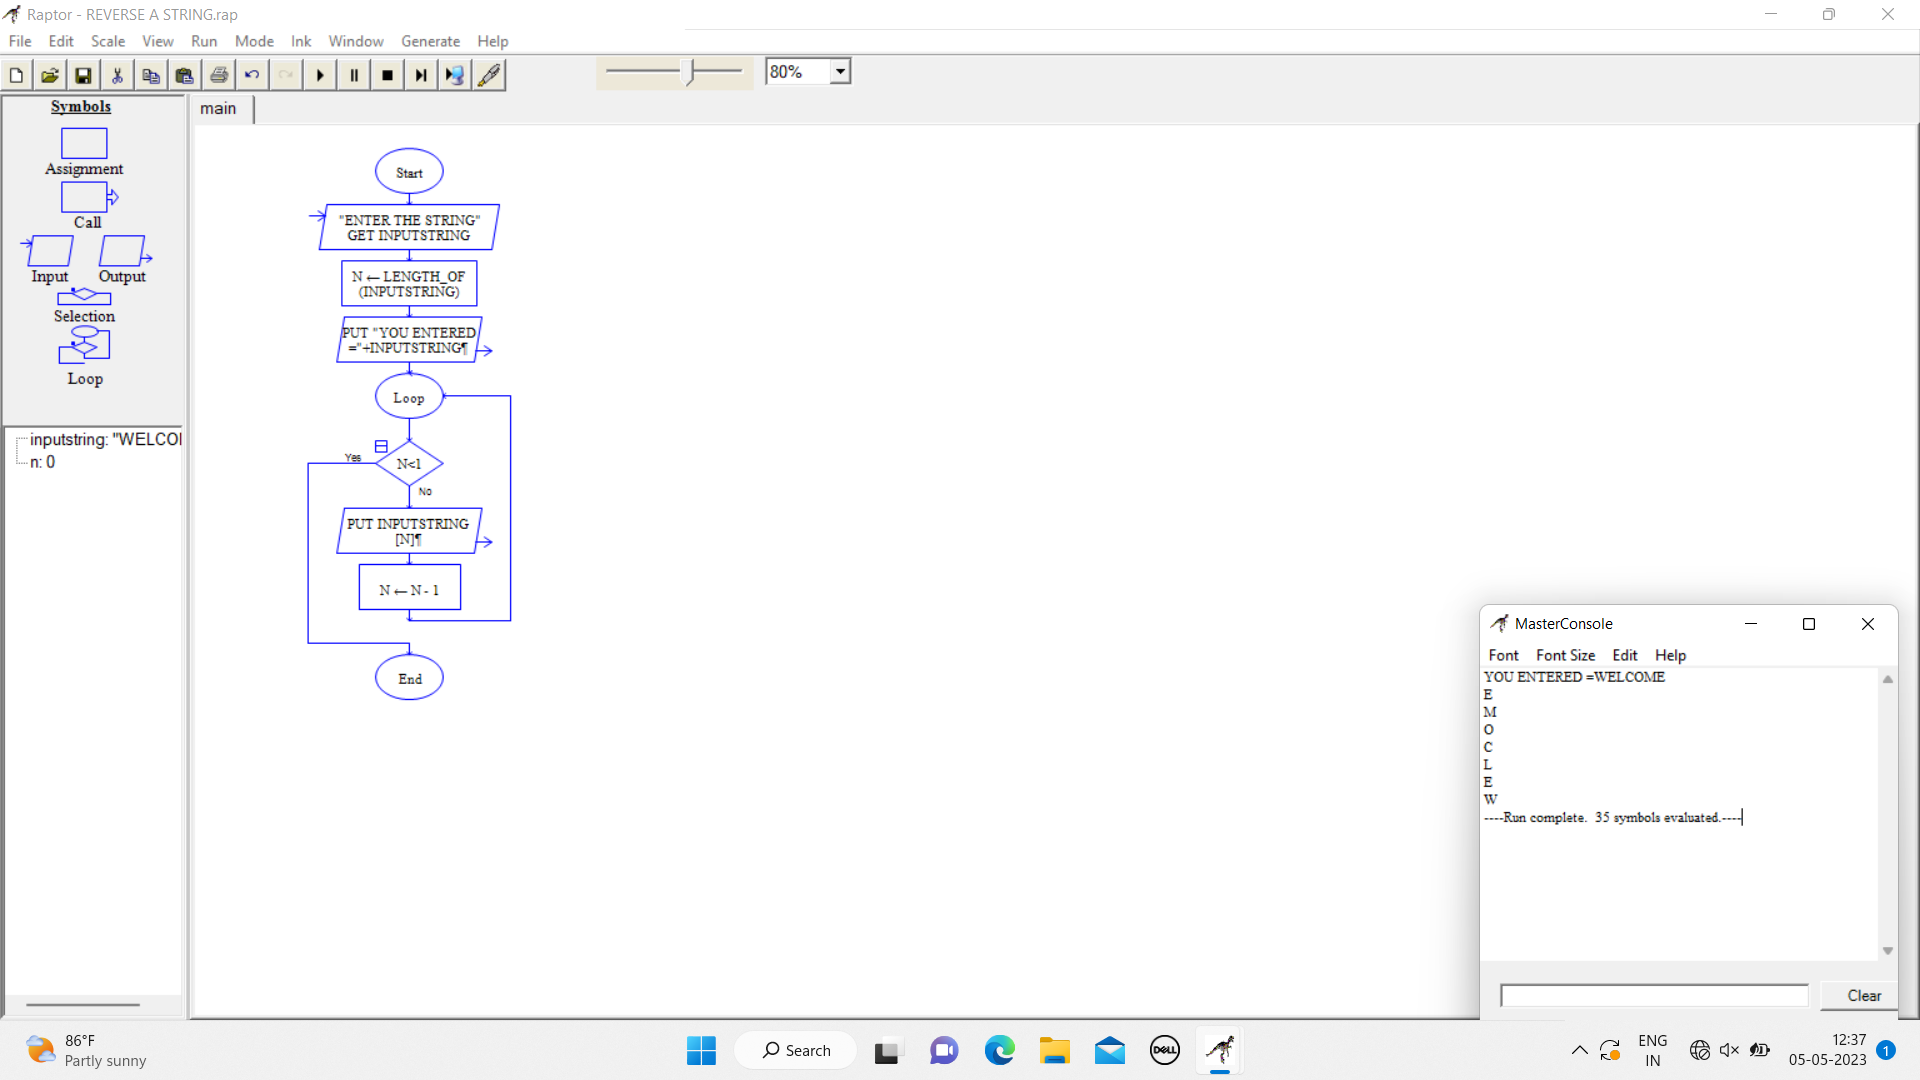 Raptor - REVERSE A STRING.rap
File Edit Scale View Run Mode Ink Window Generate Help
80%
Symbols
Assignment
Call
Input Output
Selection
Loop
inputstring: "WELCO
n: 0
main
Start
"ENTER THE STRING"
GET INPUTSTRING
N ← LENGTH_OF
(INPUTSTRING)
PUT "YOU ENTERED
="+INPUTSTRING¶
Loop
Yes
N<1
No
PUT INPUTSTRING
[N]¶
N ← N - 1
End
MasterConsole
Font Font Size Edit Help
YOU ENTERED =WELCOME
E
M
O
C
L
E
W
----Run complete.  35 symbols evaluated.----
Clear
86°F
Partly sunny
Search
DELL
ENG
IN
12:37
05-05-2023
1